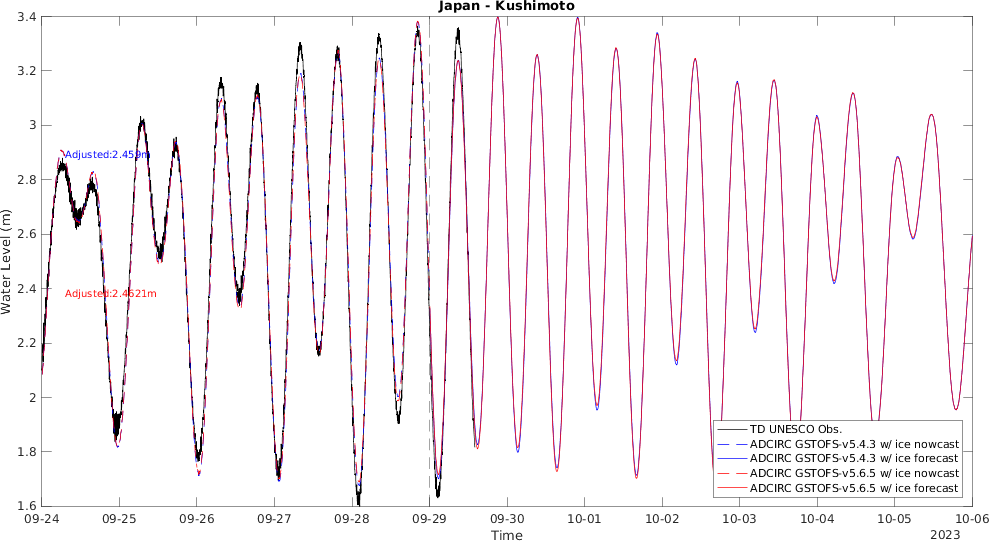 Japan - Kushimoto
3.4
3.2
3
2.8
2.6
2.4
2.2
2
1.8
1.6
Water Level (m)
Adjusted:2.459m
Adjusted:2.4621m
TD UNESCO Obs.
ADCIRC GSTOFS-v5.4.3 w/ ice nowcast
ADCIRC GSTOFS-v5.4.3 w/ ice forecast
ADCIRC GSTOFS-v5.6.5 w/ ice nowcast
ADCIRC GSTOFS-v5.6.5 w/ ice forecast
09-24 09-25 09-26 09-27 09-28 09-29 09-30 10-01 10-02 10-03 10-04 10-05 10-06
Time
2023